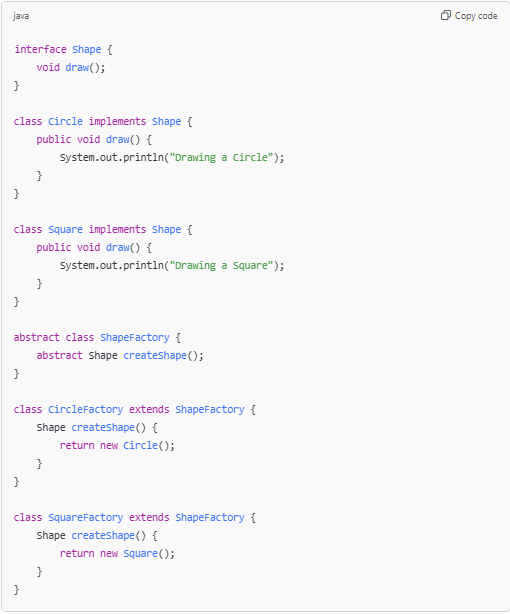 java
Copy code
interface Shape {
    void draw();
}
class Circle implements Shape {
    public void draw() {
        System.out.println("Drawing a Circle");
    }
}
class Square implements Shape {
    public void draw() {
        System.out.println("Drawing a Square");
    }
}
abstract class ShapeFactory {
    abstract Shape createShape();
}
class CircleFactory extends ShapeFactory {
    Shape createShape() {
        return new Circle();
    }
}
class SquareFactory extends ShapeFactory {
    Shape createShape() {
        return new Square();
    }
}